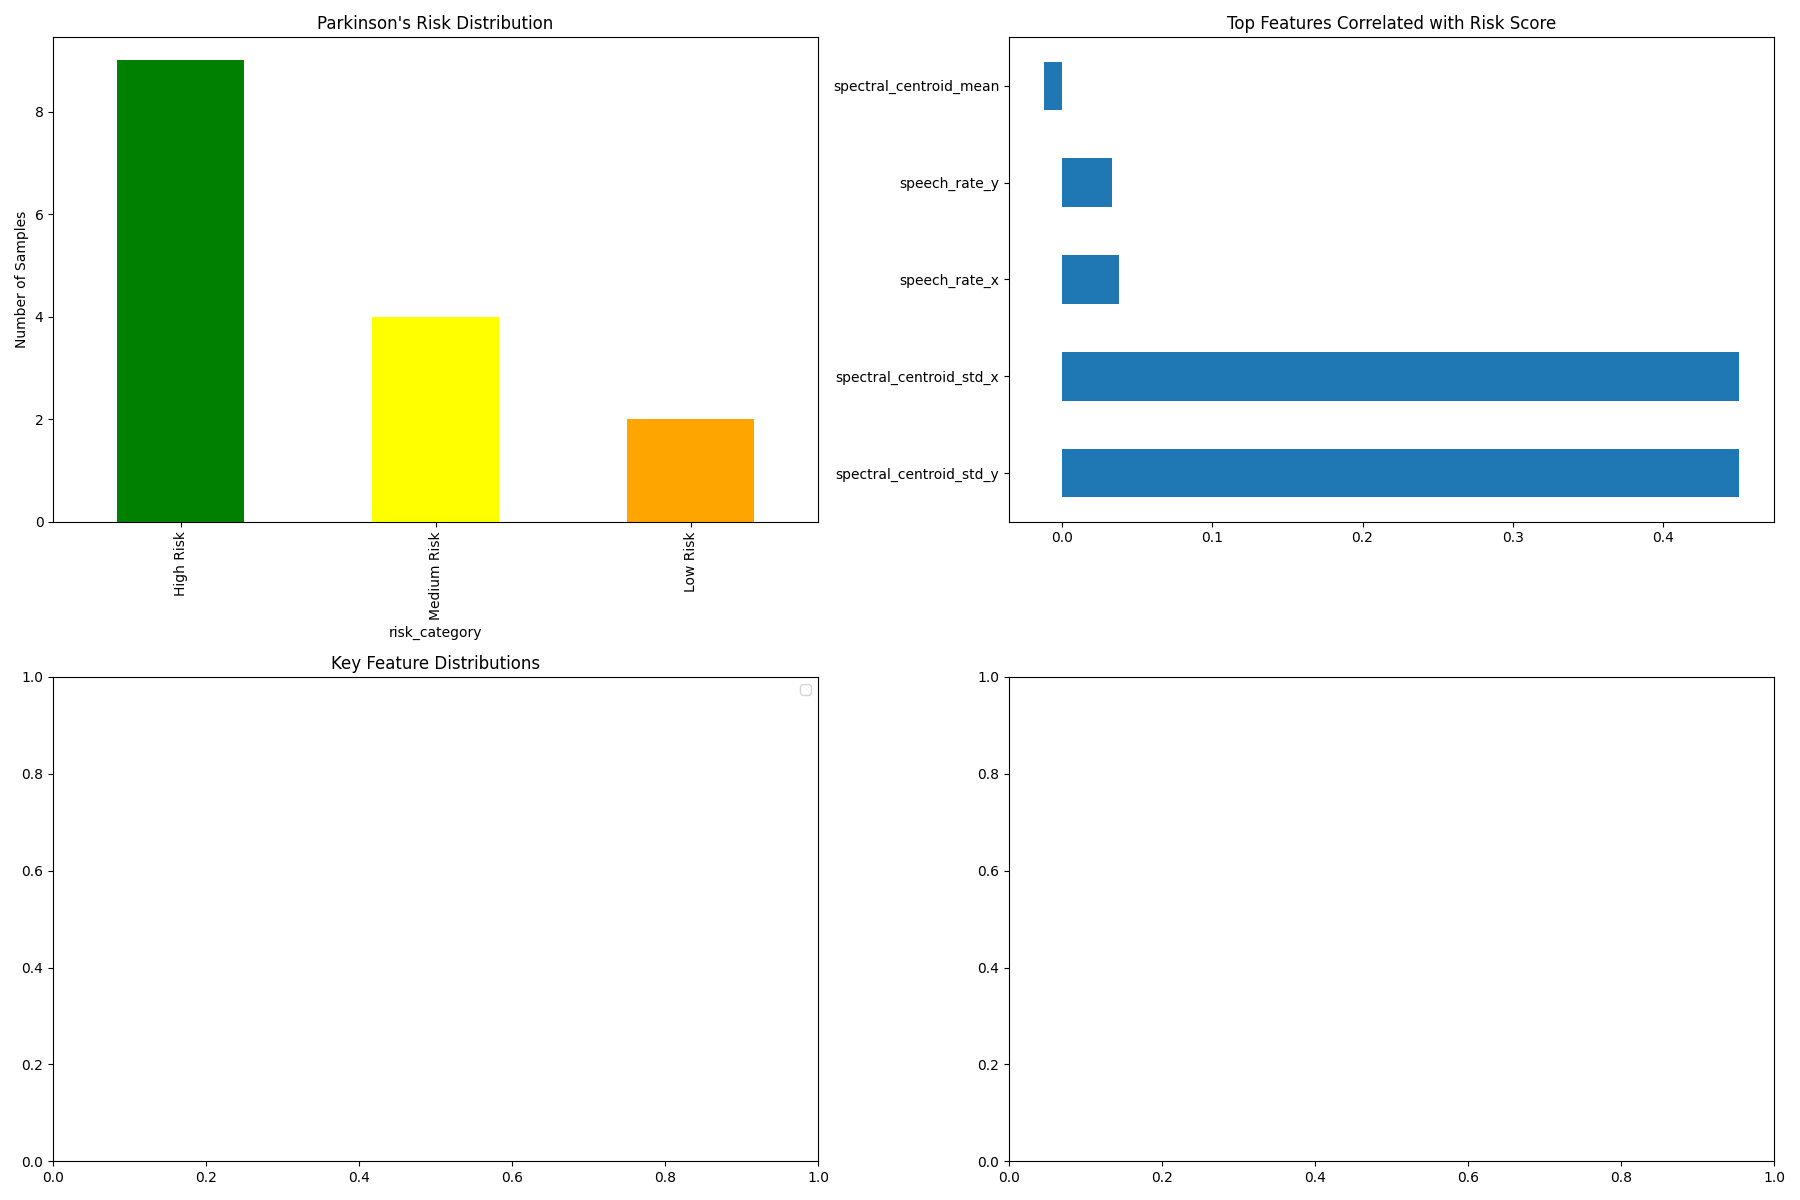 Parkinson's Risk Distribution
Number of Samples
8
6
4
2
0
High Risk
Medium Risk
Low Risk
risk_category
Top Features Correlated with Risk Score
spectral_centroid_mean
speech_rate_y
speech_rate_x
spectral_centroid_std_x
spectral_centroid_std_y
0.0 0.1 0.2 0.3 0.4
Key Feature Distributions
1.0
0.8
0.6
0.4
0.2
0.0
0.0 0.2 0.4 0.6 0.8 1.0
1.0
0.8
0.6
0.4
0.2
0.0
0.0 0.2 0.4 0.6 0.8 1.0